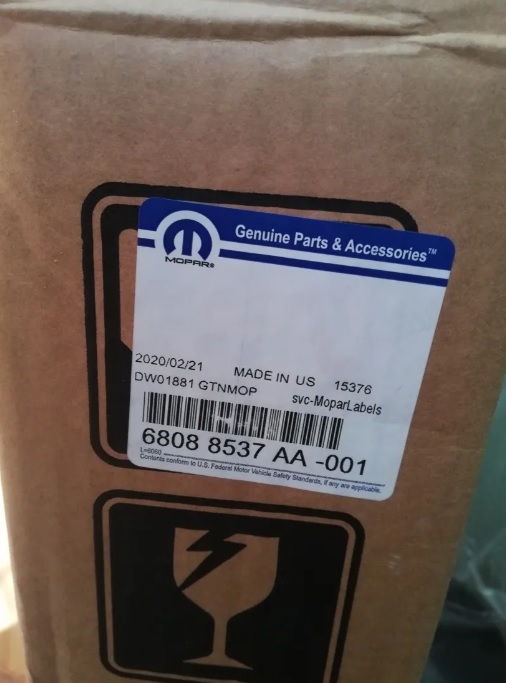 Genuine Parts & Accessories™
MOPAR®
2020/02/21 MADE IN US 15376
DW01881 GTNMOP svc-MoparLabels
6808 8537 AA -001
L=6050
Contents conform to U.S. Federal Motor Vehicle Safety Standards, if any are applicable.